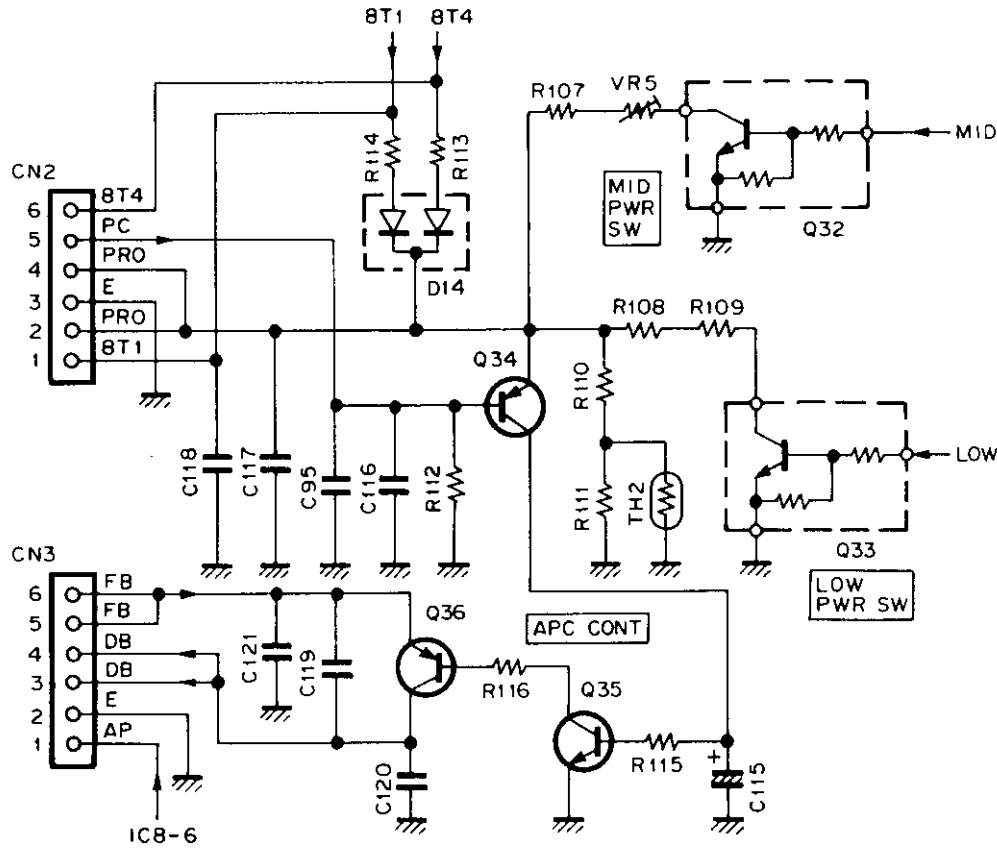 8T1 8T4
R107 VR5
R114
R113
MID
MID
PWR
SW
Q32
CN2
6 8T4
5 PC
4 PRO
3 E
2 PRO
1 8T1
D14
R108 R109
Q34
R110
LOW
C118
C117
C95
C116
R112
R111
TH2
Q33
LOW
PWR SW
CN3
6 FB
5 FB
4 DB
3 DB
2 E
1 AP
Q36
APC CONT
C121
C119
R116
Q35
R115
+
C115
C120
IC8-6